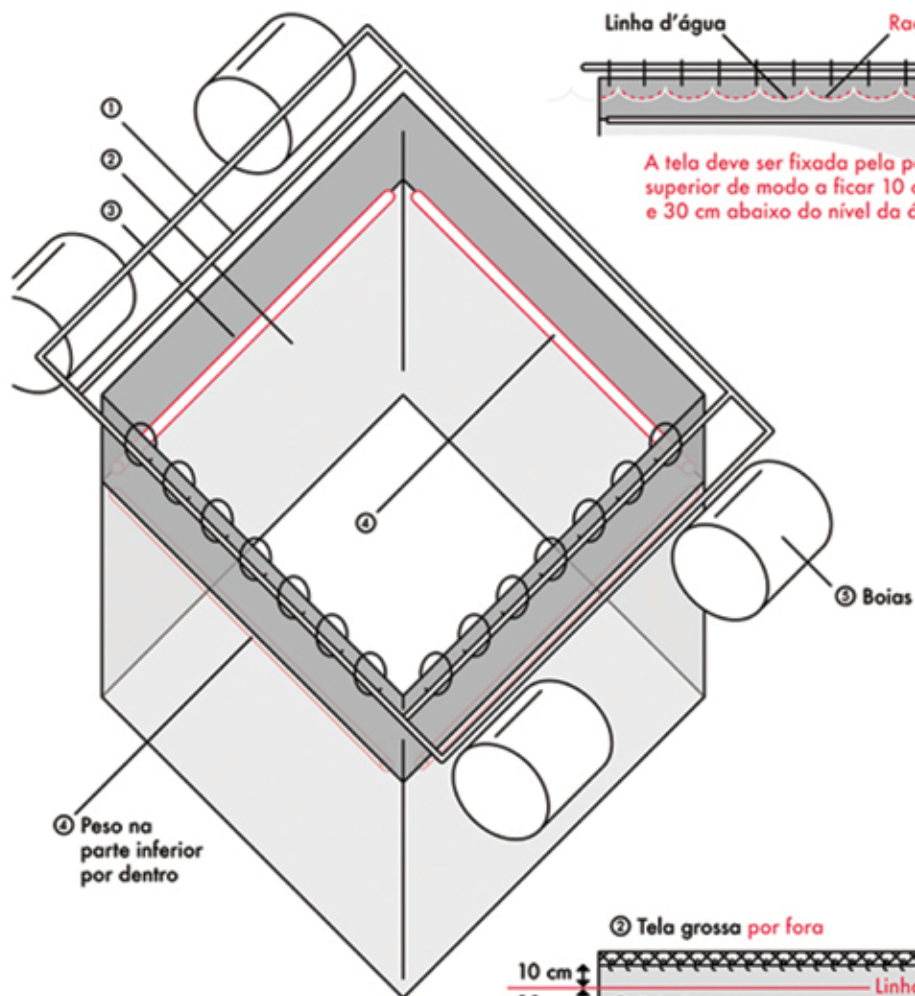 Linha d’água
A tela deve ser fixada pela
superior de modo a ficar 10
e 30 cm abaixo do nível da
①
②
③
④
⑤ Boias
④ Peso na
parte inferior
por dentro
② Tela grossa por fora
10 cm
Linha